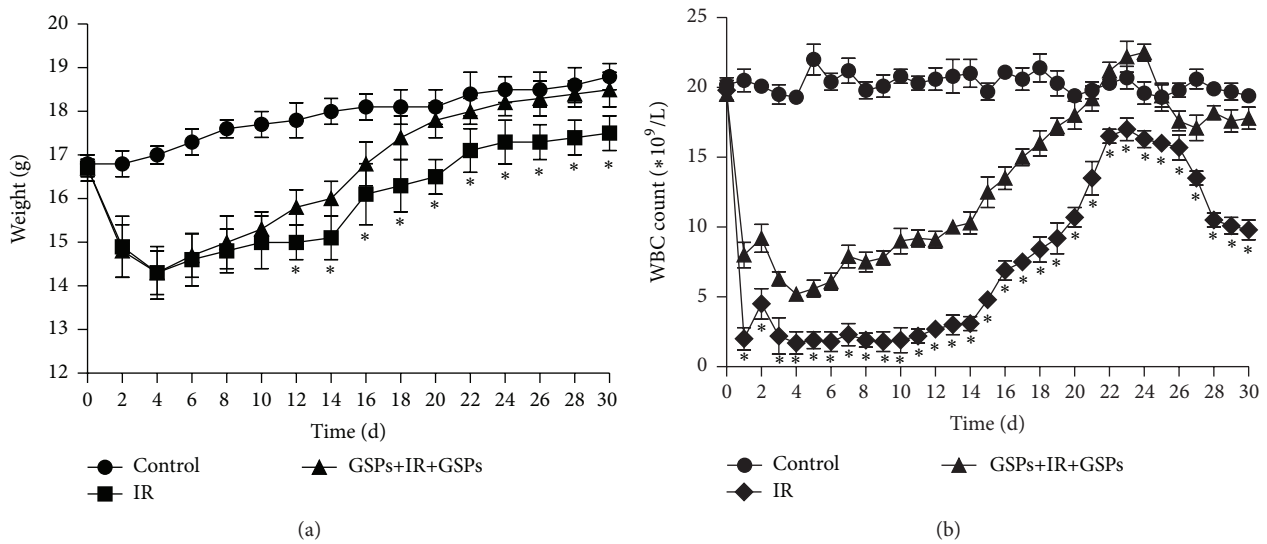 20
19
18
17
16
15
14
13
12
Weight (g)
* * * * * * * * * *
0 2 4 6 8 10 12 14 16 18 20 22 24 26 28 30
Time (d)
Control
GSPs+IR+GSPs
IR
(a)
25
20
15
10
5
0
WBC count (∗10⁹/L)
* * * * * * * * * * * * * * * * * * * * * * * * * * * * * *
0 2 4 6 8 10 12 14 16 18 20 22 24 26 28 30
Time (d)
Control
GSPs+IR+GSPs
IR
(b)